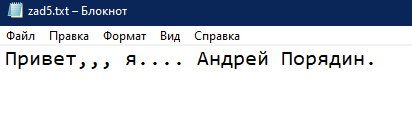 zad5.txt – Блокнот
Файл Правка Формат Вид Справка
Привет,,, я.... Андрей Порядин.